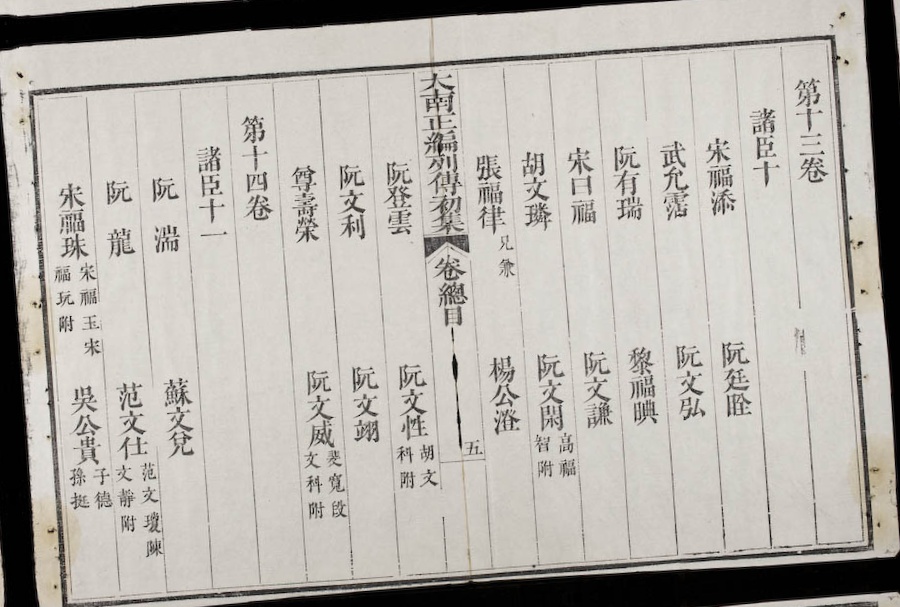 第十三卷
諸臣十
宋福添 阮廷𣆳
武允霑 阮文弘
阮有瑞 黎福晪
宋曰福 阮文謙
胡文璘 阮文閑 高福智附
張福律 兄兼 楊公澄
大南正編列傳初集 卷總目 五
阮登雲 阮文性 胡文科附
阮文利 阮文翊
尊壽榮 阮文威 裴寬段文科附
第十四卷
諸臣十一
阮湍 蘇文兌
阮龍 范文仕 范文瓊陳文靜附
宋福珠 宋福玉宋福玩附 吳公貴 子德孫挺